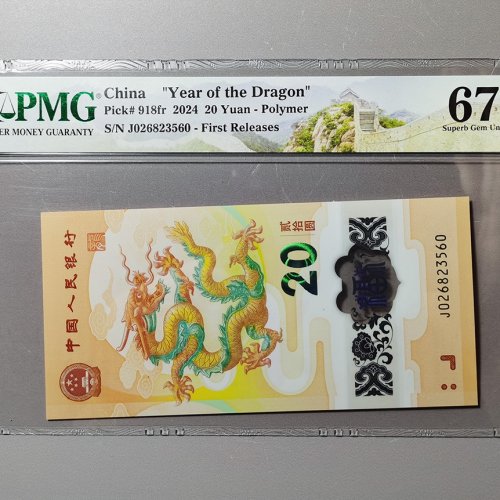 PMG
China "Year of the Dragon"
Pick# 918fr 2024 20 Yuan - Polymer
S/N J026823560 - First Releases
ER MONEY GUARANTY
67
Superb Gem Un
中国人民银行
贰拾圆
20
J026823560